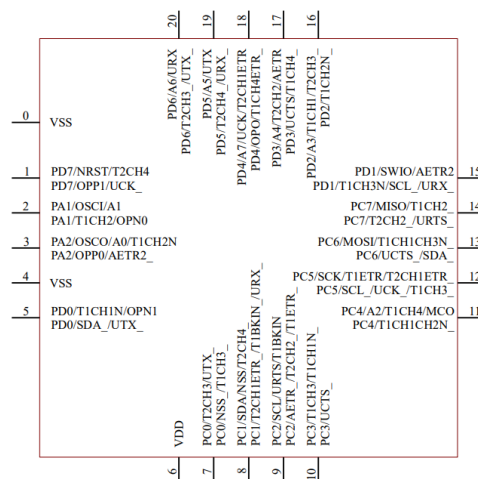 20
19
18
17
16
PD6/A6/URX
PD6/T2CH3_/UTX_
PD5/A5/UTX
PD5/T2CH4_/URX_
PD4/A7/UCK/T2CH1ETR
PD4/OPO/T1CH4ETR_
PD3/A4/T2CH2/AETR
PD3/UCTS/T1CH4_
PD2/A3/T1CH1/T2CH3_
PD2/T1CH2N_
0
VSS
1
PD7/NRST/T2CH4
PD7/OPP1/UCK_
2
PA1/OSCI/A1
PA1/T1CH2/OPN0
3
PA2/OSCO/A0/T1CH2N
PA2/OPP0/AETR2_
4
VSS
5
PD0/T1CH1N/OPN1
PD0/SDA_/UTX_
PD1/SWIO/AETR2
PD1/T1CH3N/SCL_/URX_
15
PC7/MISO/T1CH2_
PC7/T2CH2_/URTS_
14
PC6/MOSI/T1CH1CH3N_
PC6/UCTS_/SDA_
13
PC5/SCK/T1ETR/T2CH1ETR_
PC5/SCL_/UCK_/T1CH3_
12
PC4/A2/T1CH4/MCO
PC4/T1CH1CH2N_
11
VDD
PC0/T2CH3/UTX_
PC0/NSS_/T1CH3_
PC1/SDA/NSS/T2CH4_
PC1/T2CH1ETR_/T1BKIN_/URX_
PC2/SCL/URTS/T1BKIN
PC2/AETR_/T2CH2_/T1ETR_
PC3/T1CH3/T1CH1N_
PC3/UCTS_
6
7
8
9
10